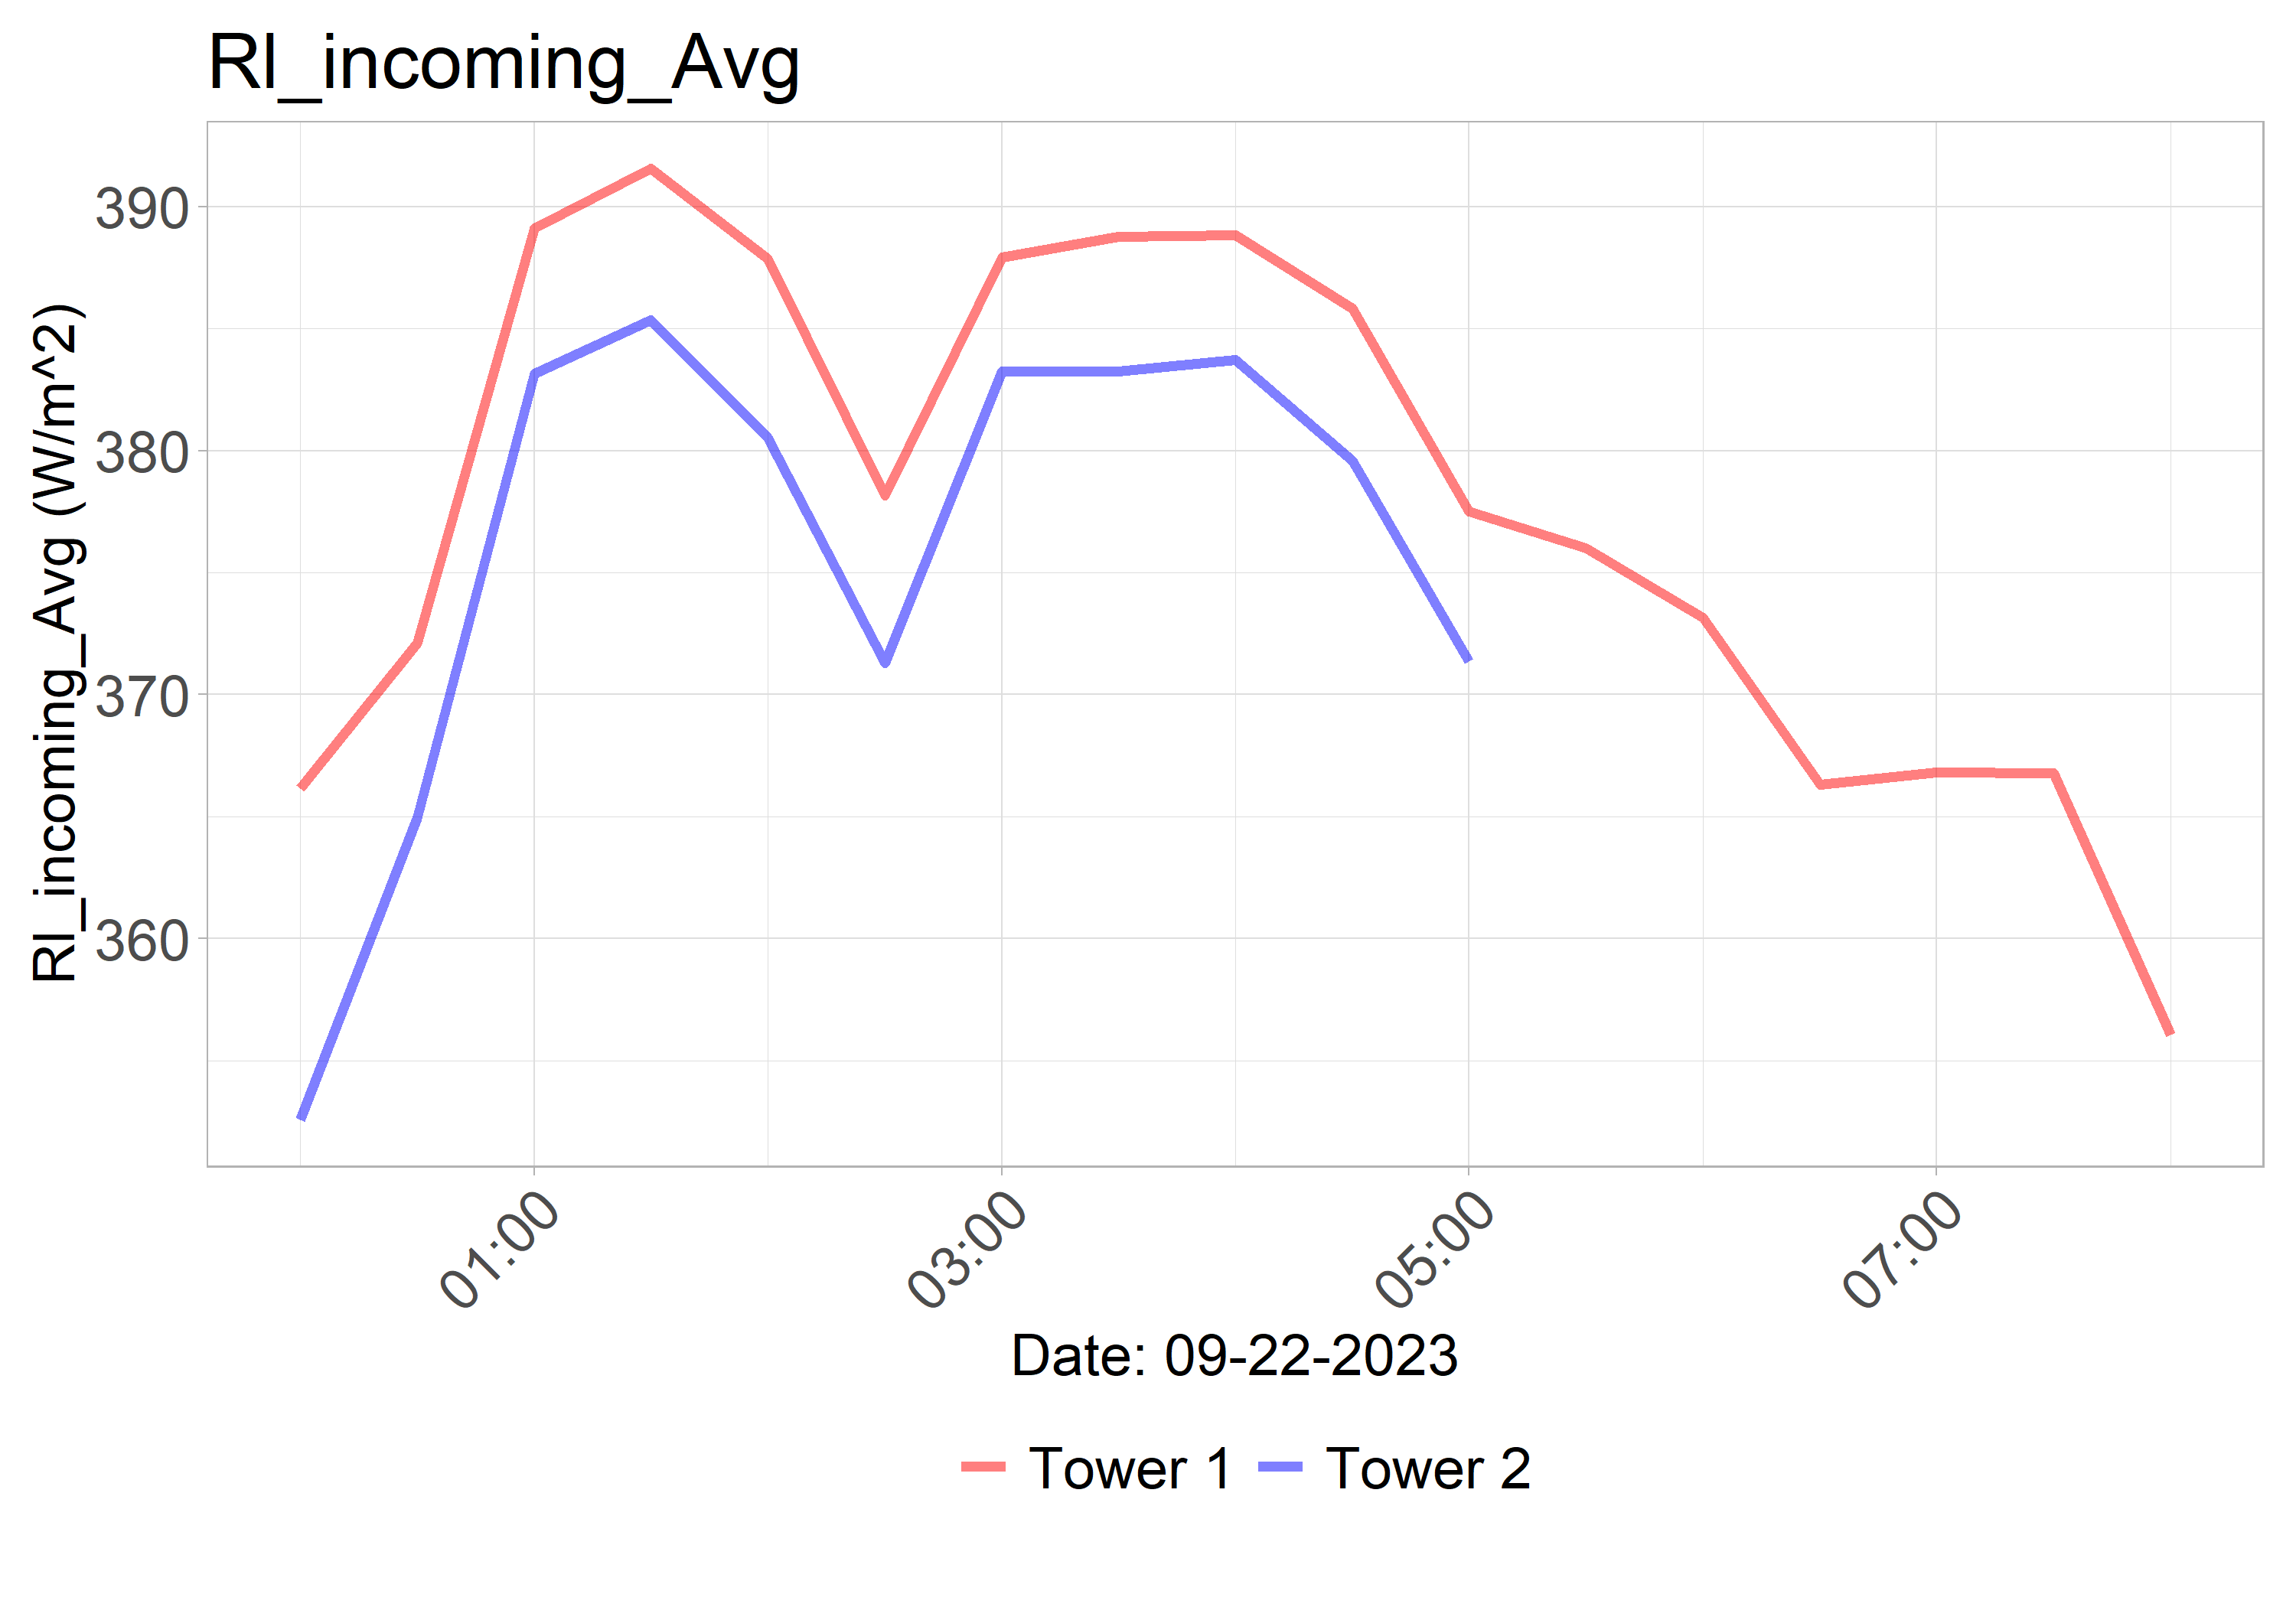 Rl_incoming_Avg
Rl_incoming_Avg (W/m^2)
390
380
370
360
01:00
03:00
05:00
07:00
Date: 09-22-2023
Tower 1
Tower 2